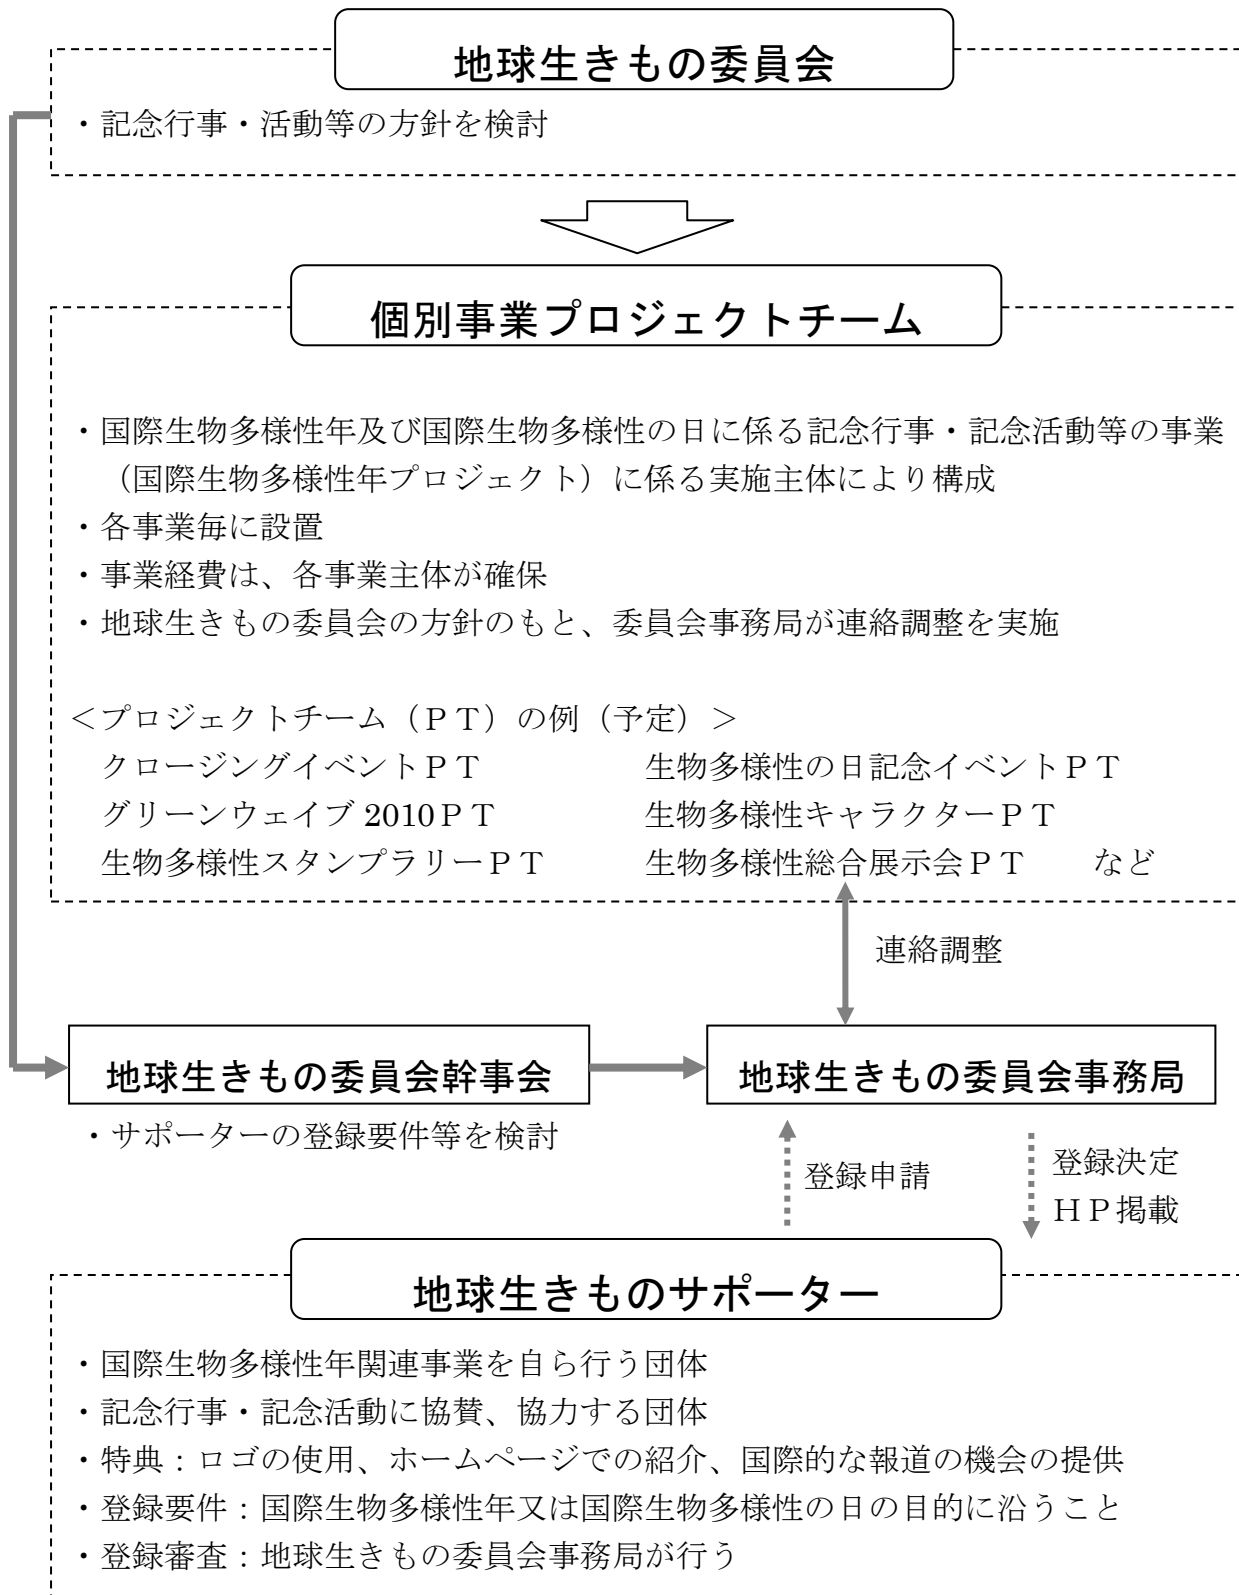 地球生きもの委員会
・記念行事・活動等の方針を検討
個別事業プロジェクトチーム
・国際生物多様性年及び国際生物多様性の日に係る記念行事・記念活動等の事業
（国際生物多様性年プロジェクト）に係る実施主体により構成
・各事業毎に設置
・事業経費は、各事業主体が確保
・地球生きもの委員会の方針のもと、委員会事務局が連絡調整を実施
＜プロジェクトチーム（ＰＴ）の例（予定）＞
クロージングイベントＰＴ　生物多様性の日記念イベントＰＴ
グリーンウェイブ 2010ＰＴ　生物多様性キャラクターＰＴ
生物多様性スタンプラリーＰＴ　生物多様性総合展示会ＰＴ　など
連絡調整
地球生きもの委員会幹事会
地球生きもの委員会事務局
・サポーターの登録要件等を検討
登録申請
登録決定
ＨＰ掲載
地球生きものサポーター
・国際生物多様性年関連事業を自ら行う団体
・記念行事・記念活動に協賛、協力する団体
・特典：ロゴの使用、ホームページでの紹介、国際的な報道の機会の提供
・登録要件：国際生物多様性年又は国際生物多様性の日の目的に沿うこと
・登録審査：地球生きもの委員会事務局が行う